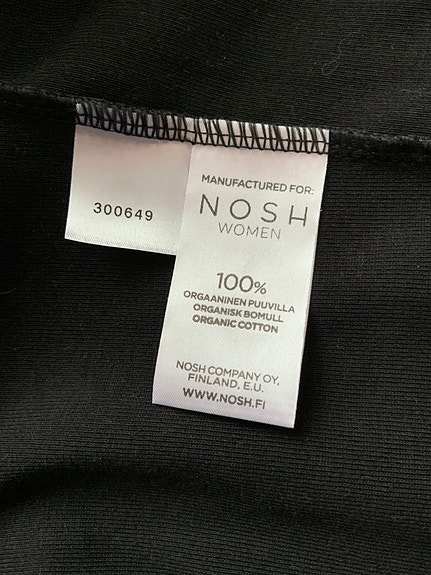 300649
MANUFACTURED FOR:
NOSH
WOMEN
100%
ORGAANINEN PUUVILLA
ORGANISK BOMULL
ORGANIC COTTON
NOSH COMPANY OY,
FINLAND, E.U.
WWW.NOSH.FI